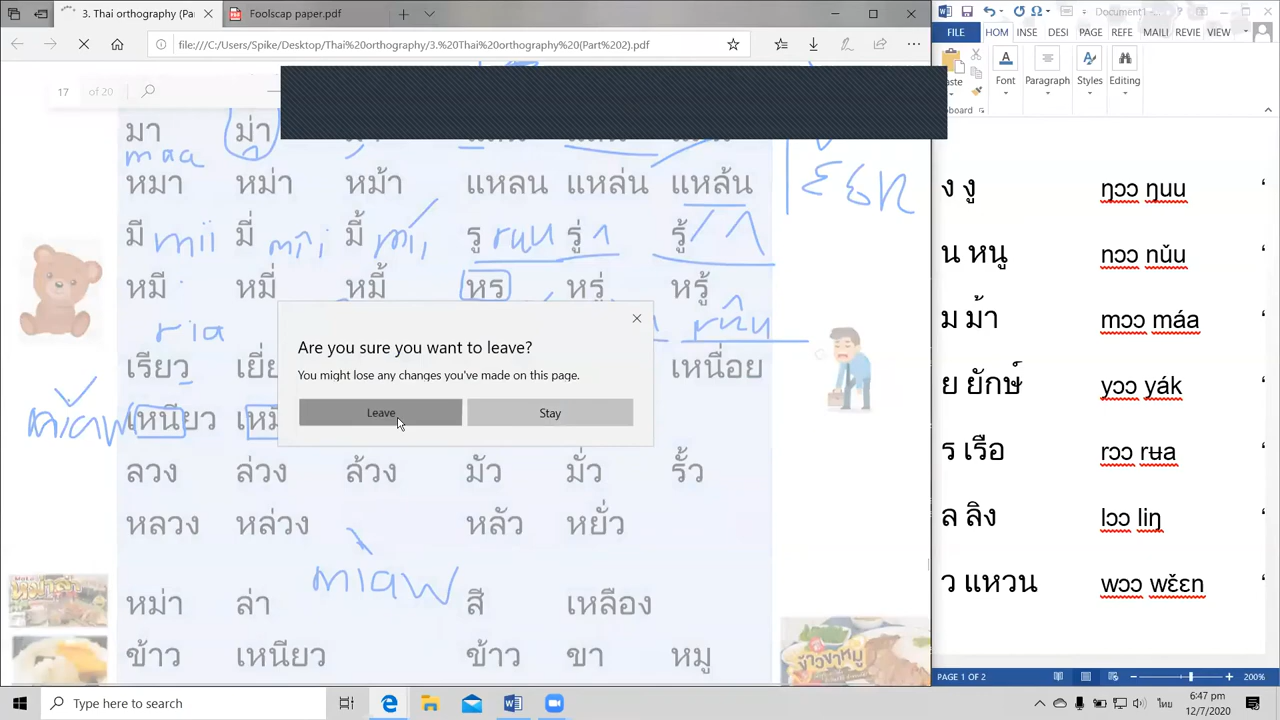 3. Thai orthography (Part
Foolscap paper.pdf
file:///C:/Users/
/Desktop/Thai%20orthography/3.%20Thai%20orthography%20(Part%202).pdf
17 of 20
มา ม่า
maa
หมา หม่า หม้า แหลน แหล่น แหล้น
มี mii มี่ mìi มี้ mii รู ruu รู่ รู้
หมี หมี่ หมี้ หรู หรู่ หรู้
ria rûu
เรียว เหนื่อย
miaw เหนียว
ลวง ล่วง ล้วง มัว มั่ว รั้ว
หลวง หล่วง หลัว หยั่ว
miaw
หม่า ล่า สี เหลือง
ข้าว เหนียว ข้าว ขา หมู
Are you sure you want to leave?
You might lose any changes you've made on this page.
Leave Stay
Document1 -
FILE HOM INSE DESI PAGE REFE MAILI REVIE VIEW
Font Paragraph Styles Editing
ง งู ŋɔɔ ŋuu
น หนู nɔɔ nǔu
ม ม้า mɔɔ máa
ย ยักษ์ yɔɔ yák
ร เรือ rɔɔ rʉa
ล ลิง lɔɔ liŋ
ว แหวน wɔɔ wɛ̌ɛn
PAGE 1 OF 2 200%
Type here to search
ไทย
6:47 pm
12/7/2020